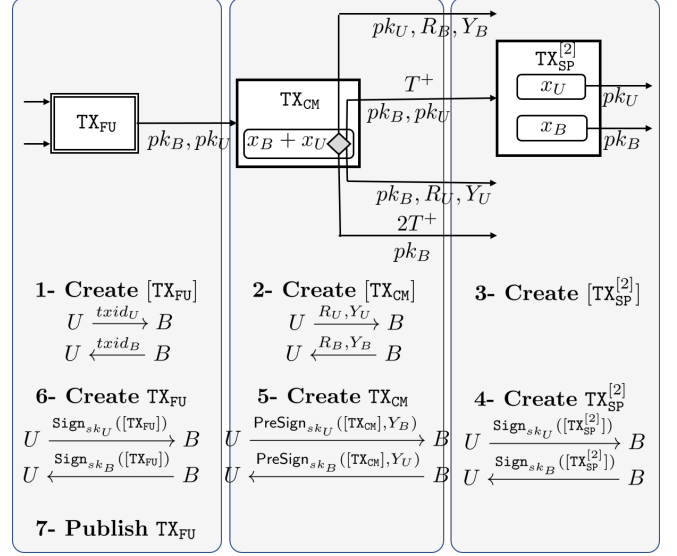 pk_U, R_B, Y_B
TX_SP^[2]
x_U
pk_U
x_B
pk_B
TX_CM
x_B + x_U
T^+
pk_B, pk_U
TX_FU
pk_B, pk_U
pk_B, R_U, Y_U
2T^+
pk_B
1- Create [TX_FU]
U txid_U⟶ B
U ⟵txid_B B
2- Create [TX_CM]
U R_U,Y_U⟶ B
U ⟵R_B,Y_B B
3- Create [TX_SP^[2]]
6- Create TX_FU
U Sign_sk_U([TX_FU])⟶ B
U ⟵Sign_sk_B([TX_FU]) B
5- Create TX_CM
U PreSign_sk_U([TX_CM],Y_B)⟶ B
U ⟵PreSign_sk_B([TX_CM],Y_U) B
4- Create TX_SP^[2]
U Sign_sk_U([TX_SP^[2]])⟶ B
U ⟵Sign_sk_B([TX_SP^[2]]) B
7- Publish TX_FU